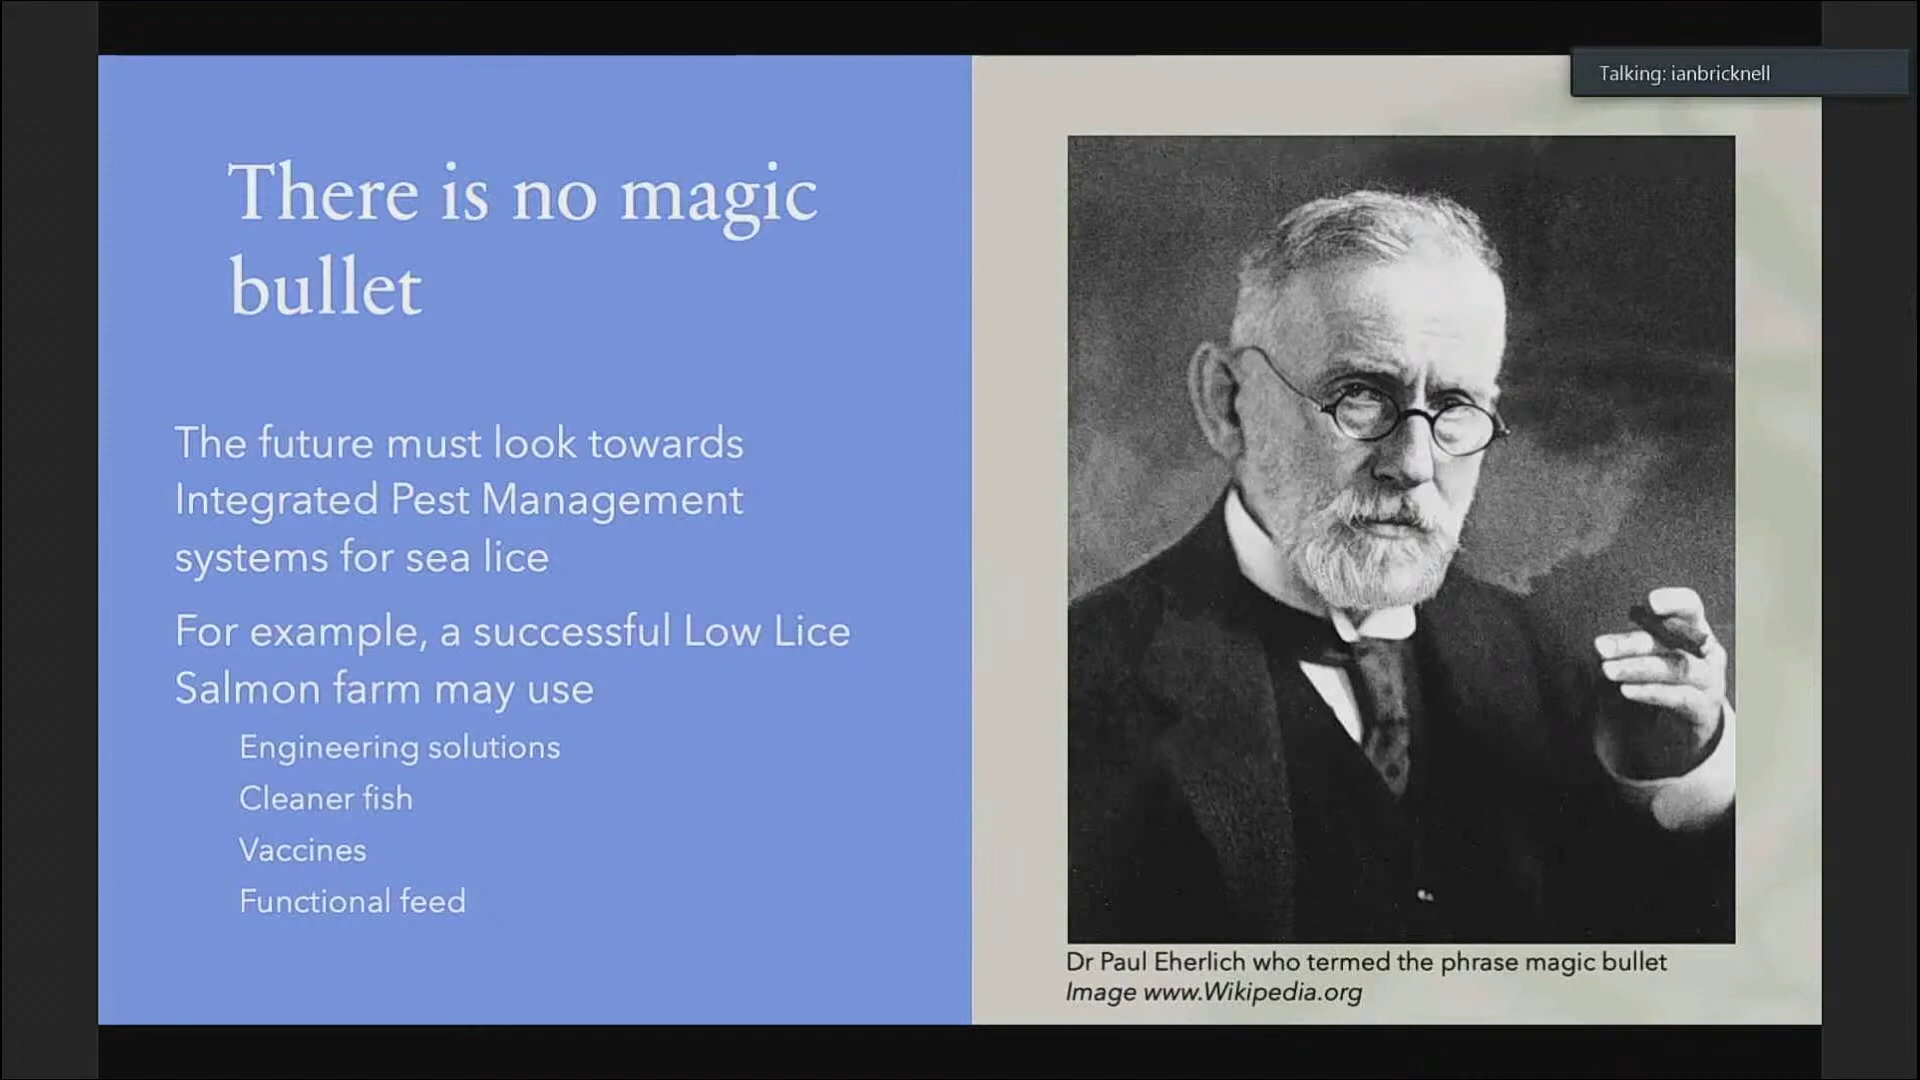 Talking: ianbricknell
There is no magic
bullet
The future must look towards
Integrated Pest Management
systems for sea lice
For example, a successful Low Lice
Salmon farm may use
Engineering solutions
Cleaner fish
Vaccines
Functional feed
Dr Paul Eherlich who termed the phrase magic bullet
Image www.Wikipedia.org